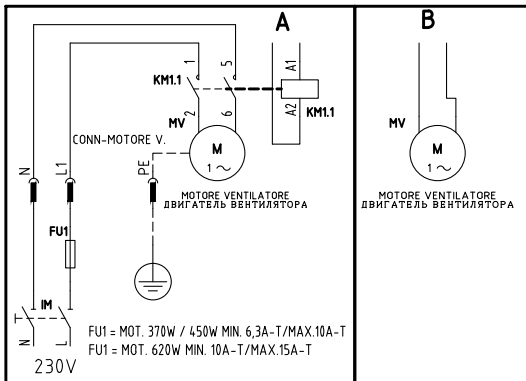 A
B
1
5
KM1.1
A1
A2
KM1.1
2
6
MV
MV
CONN-MOTORE V.
M
1 ~
M
1 ~
N
L1
PE
MOTORE VENTILATORE
ДВИГАТЕЛЬ ВЕНТИЛЯТОРА
MOTORE VENTILATORE
ДВИГАТЕЛЬ ВЕНТИЛЯТОРА
FU1
IM
N
L
230V
FU1 = MOT. 370W / 450W MIN. 6,3A-T/MAX.10A-T
FU1 = MOT. 620W MIN. 10A-T/MAX.15A-T